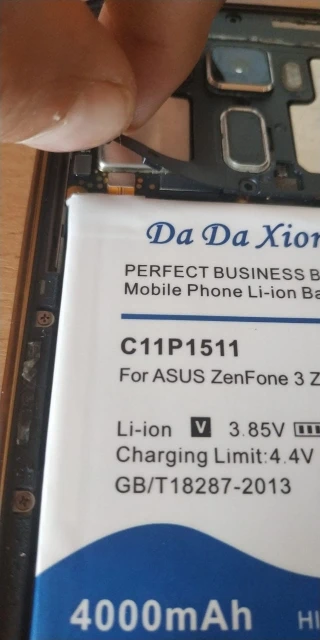 Da Da Xion
PERFECT BUSINESS B
Mobile Phone Li-ion Ba
C11P1511
For ASUS ZenFone 3 Z
Li-ion V 3.85V
Charging Limit:4.4V
GB/T18287-2013
4000mAh HI